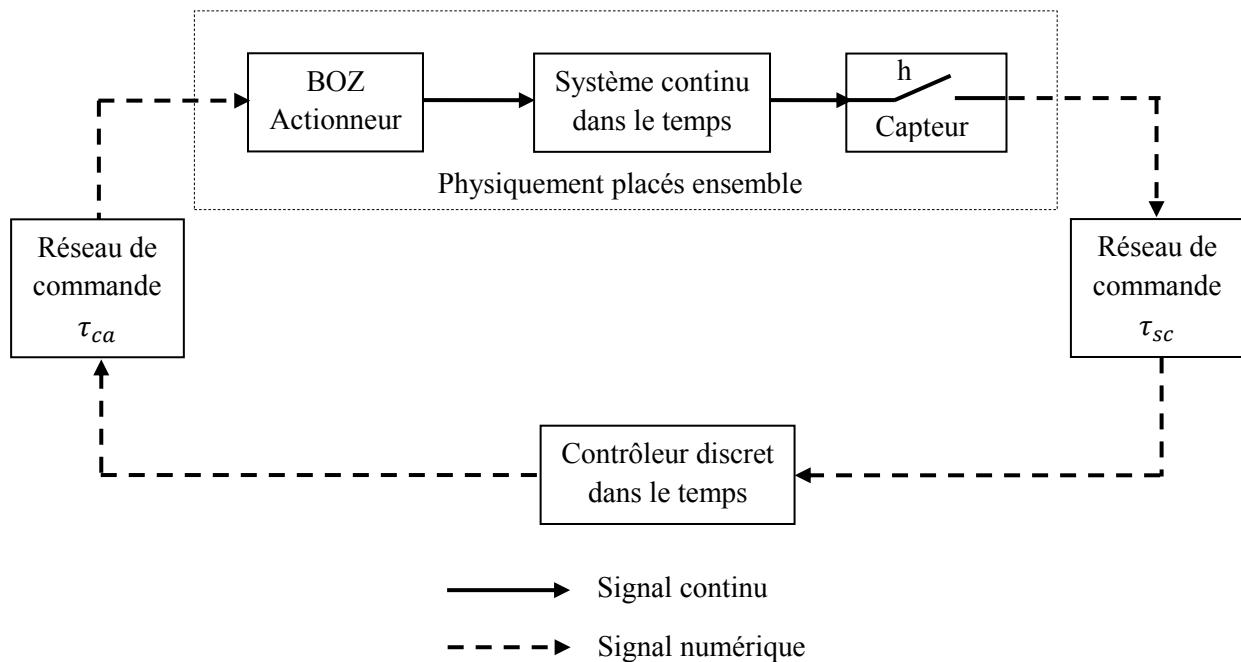 BOZ
Actionneur
Système continu
dans le temps
h
Capteur
Physiquement placés ensemble
Réseau de
commande
τca
Réseau de
commande
τsc
Contrôleur discret
dans le temps
Signal continu
Signal numérique